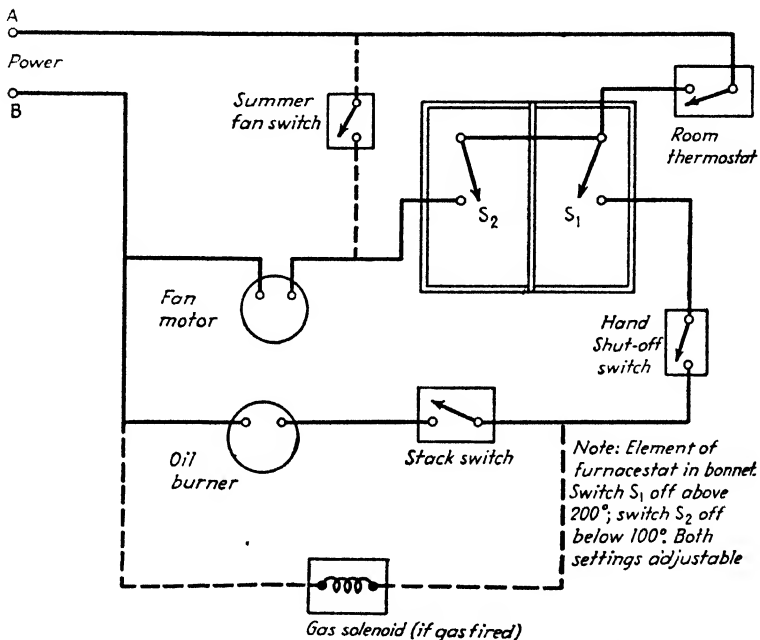 A
Power
B
Summer
fan switch
Room
thermostat
S2
S1
Fan
motor
Hand
Shut-off
switch
Oil
burner
Stack switch
Note: Element of
furnacestat in bonnet.
Switch S1 off above
200°; switch S2 off
below 100°. Both
settings adjustable
Gas solenoid (if gas fired)